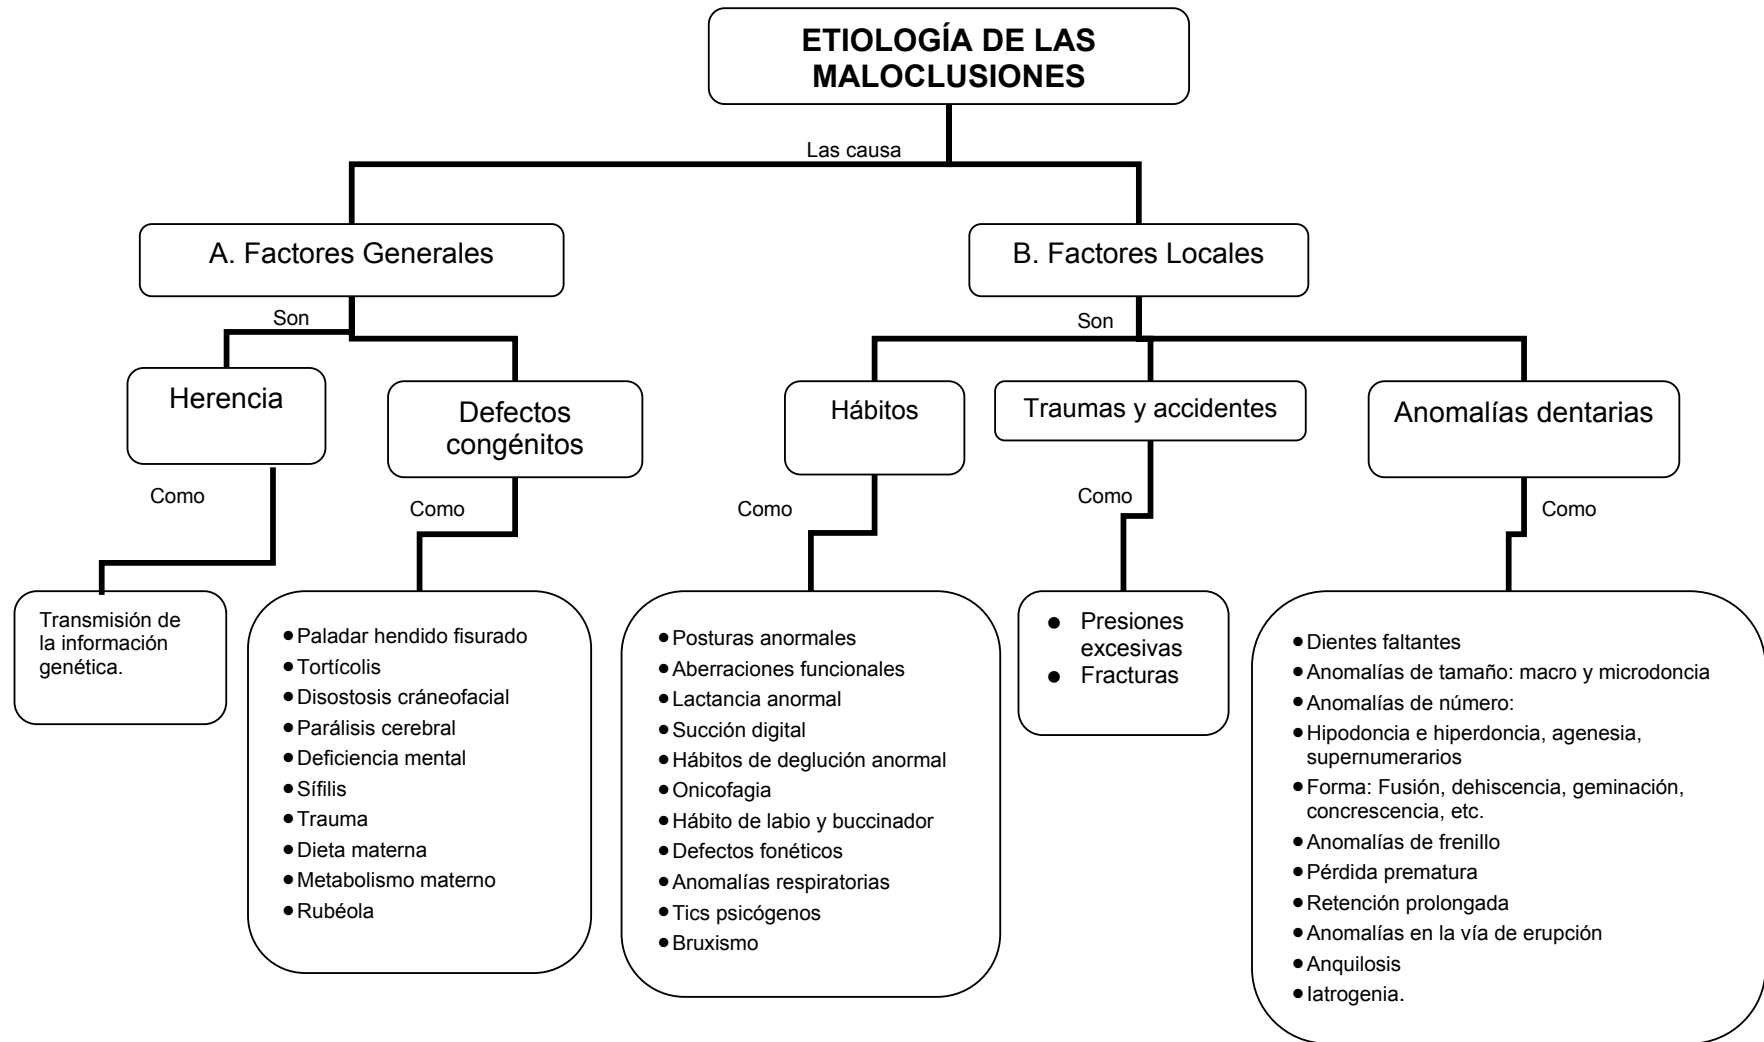 ETIOLOGÍA DE LAS
MALOCLUSIONES
Las causa
A. Factores Generales
B. Factores Locales
Son
Son
Herencia
Defectos
congénitos
Hábitos
Traumas y accidentes
Anomalías dentarias
Como
Como
Como
Como
Como
Transmisión de
la información
genética.
● Paladar hendido fisurado
● Tortícolis
● Disostosis cráneofacial
● Parálisis cerebral
● Deficiencia mental
● Sífilis
● Trauma
● Dieta materna
● Metabolismo materno
● Rubéola
● Posturas anormales
● Aberraciones funcionales
● Lactancia anormal
● Succión digital
● Hábitos de deglución anormal
● Onicofagia
● Hábito de labio y buccinador
● Defectos fonéticos
● Anomalías respiratorias
● Tics psicógenos
● Bruxismo
● Presiones
excesivas
● Fracturas
● Dientes faltantes
● Anomalías de tamaño: macro y microdoncia
● Anomalías de número:
● Hipodoncia e hiperdoncia, agenesia,
supernumerarios
● Forma: Fusión, dehiscencia, geminación,
concrescencia, etc.
● Anomalías de frenillo
● Pérdida prematura
● Retención prolongada
● Anomalías en la vía de erupción
● Anquilosis
● Iatrogenia.